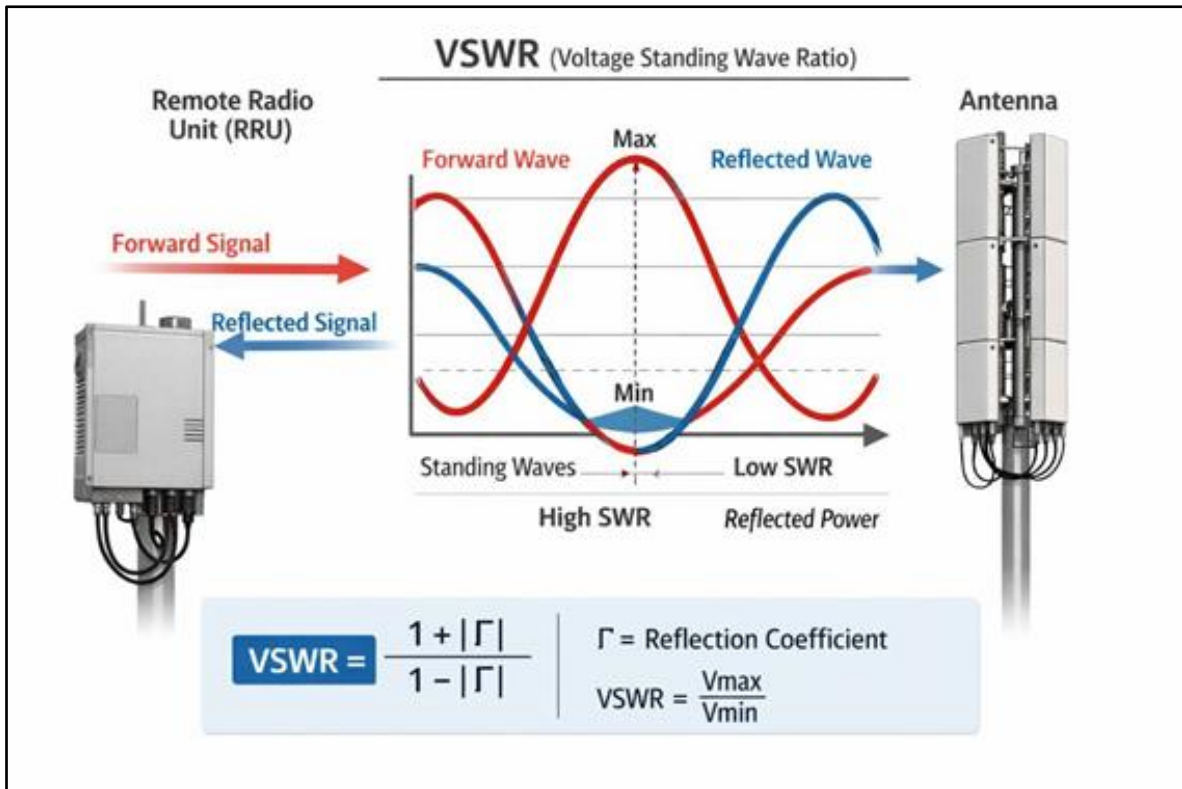 VSWR (Voltage Standing Wave Ratio)
Remote Radio
Unit (RRU)
Antenna
Max
Forward Wave
Reflected Wave
Forward Signal
Reflected Signal
Min
Standing Waves
Low SWR
High SWR
Reflected Power
VSWR = 1 + |Γ|
1 − |Γ|
Γ = Reflection Coefficient
VSWR = Vmax
Vmin